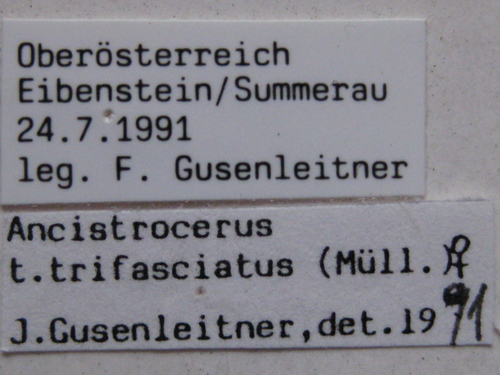 Oberösterreich
Eibenstein/Summerau
24.7.1991
leg. F. Gusenleitner
Ancistrocerus
t.trifasciatus (Müll.)♀
J.Gusenleitner,det.1991